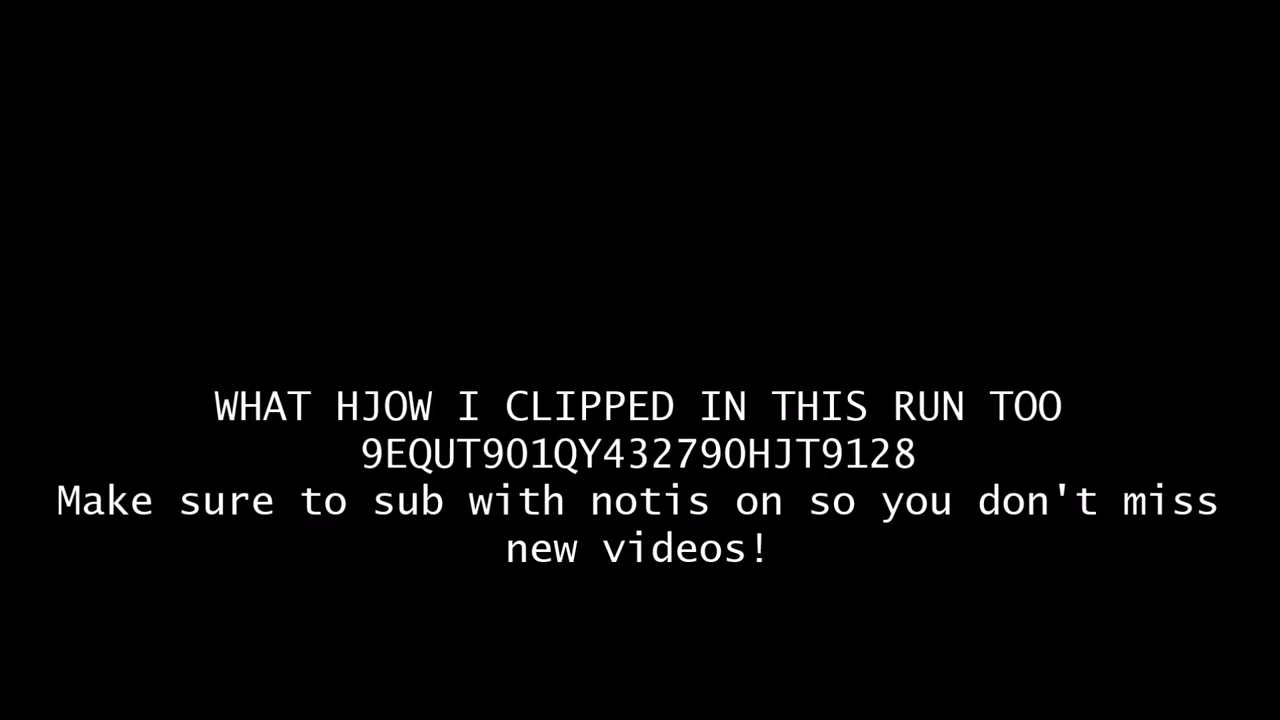 WHAT HJOW I CLIPPED IN THIS RUN TOO
9EQUT9O1QY43279OHJT9128
Make sure to sub with notis on so you don't miss
new videos!